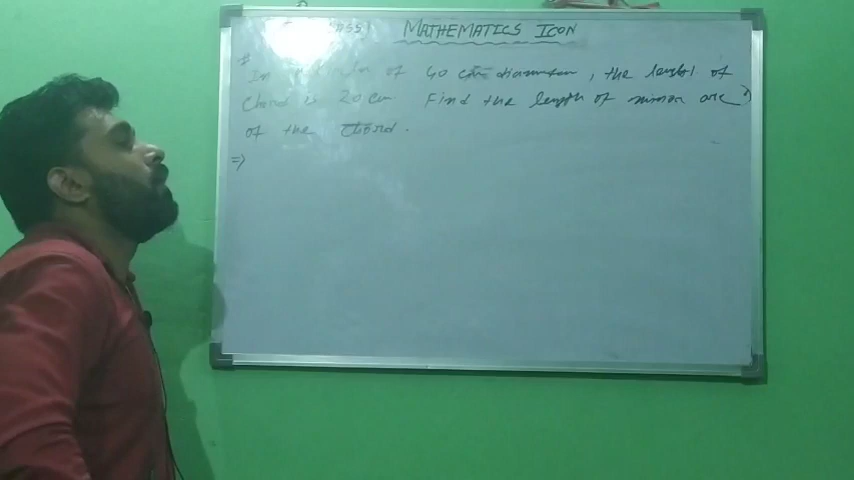 MATHEMATICS ICON
In circle of 40 cm diameter, the length of
chord is 20 cm Find the length of minor arc
of the chord.
⇒